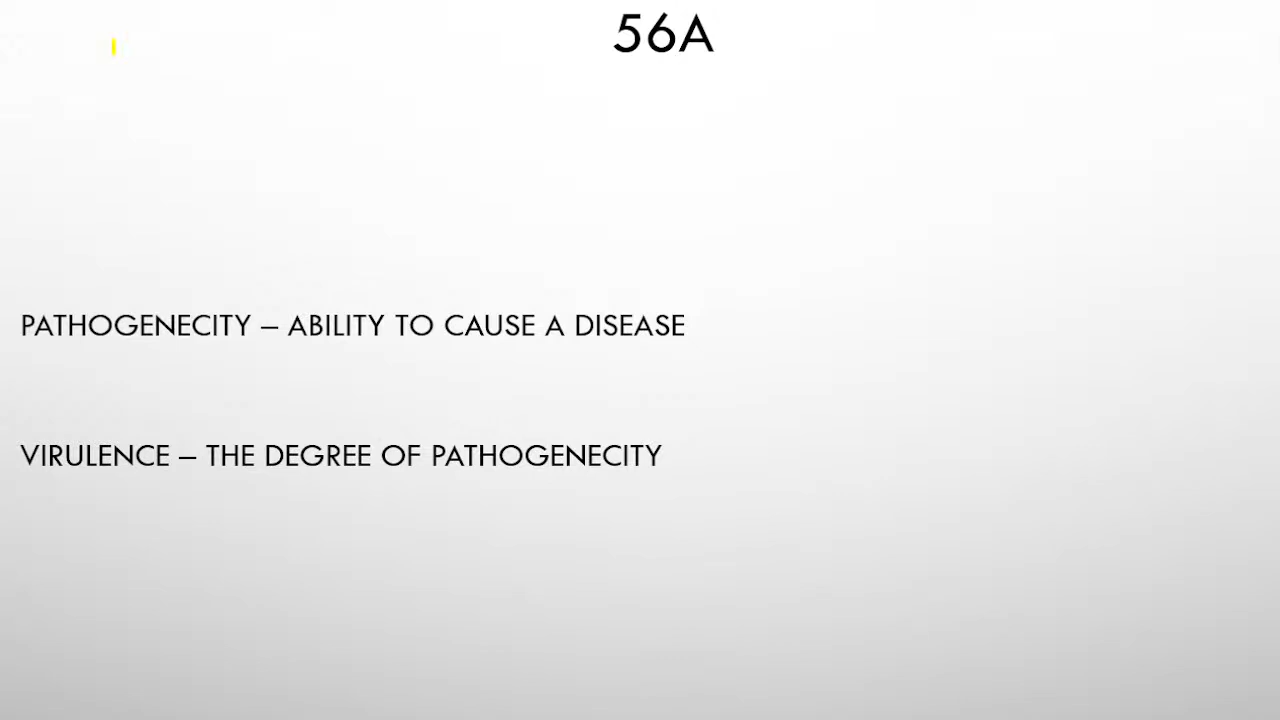 56A
PATHOGENECITY – ABILITY TO CAUSE A DISEASE
VIRULENCE – THE DEGREE OF PATHOGENECITY